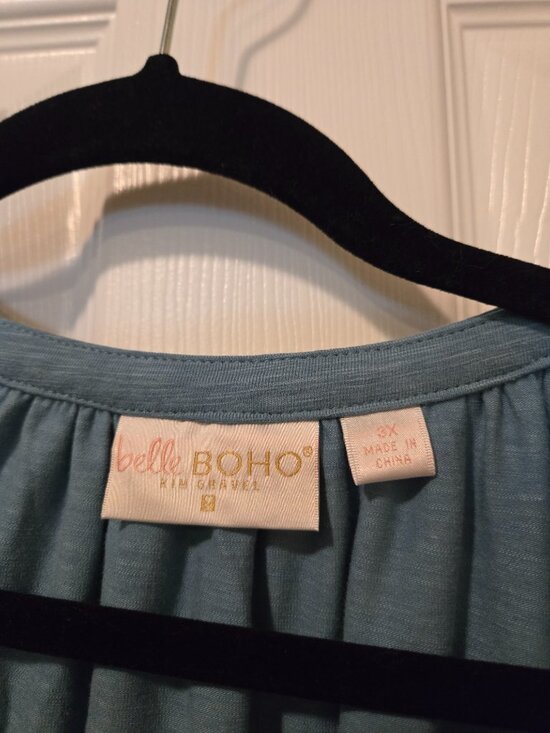 belle BOHO®
KIM GRAVEL
3X
MADE IN
CHINA